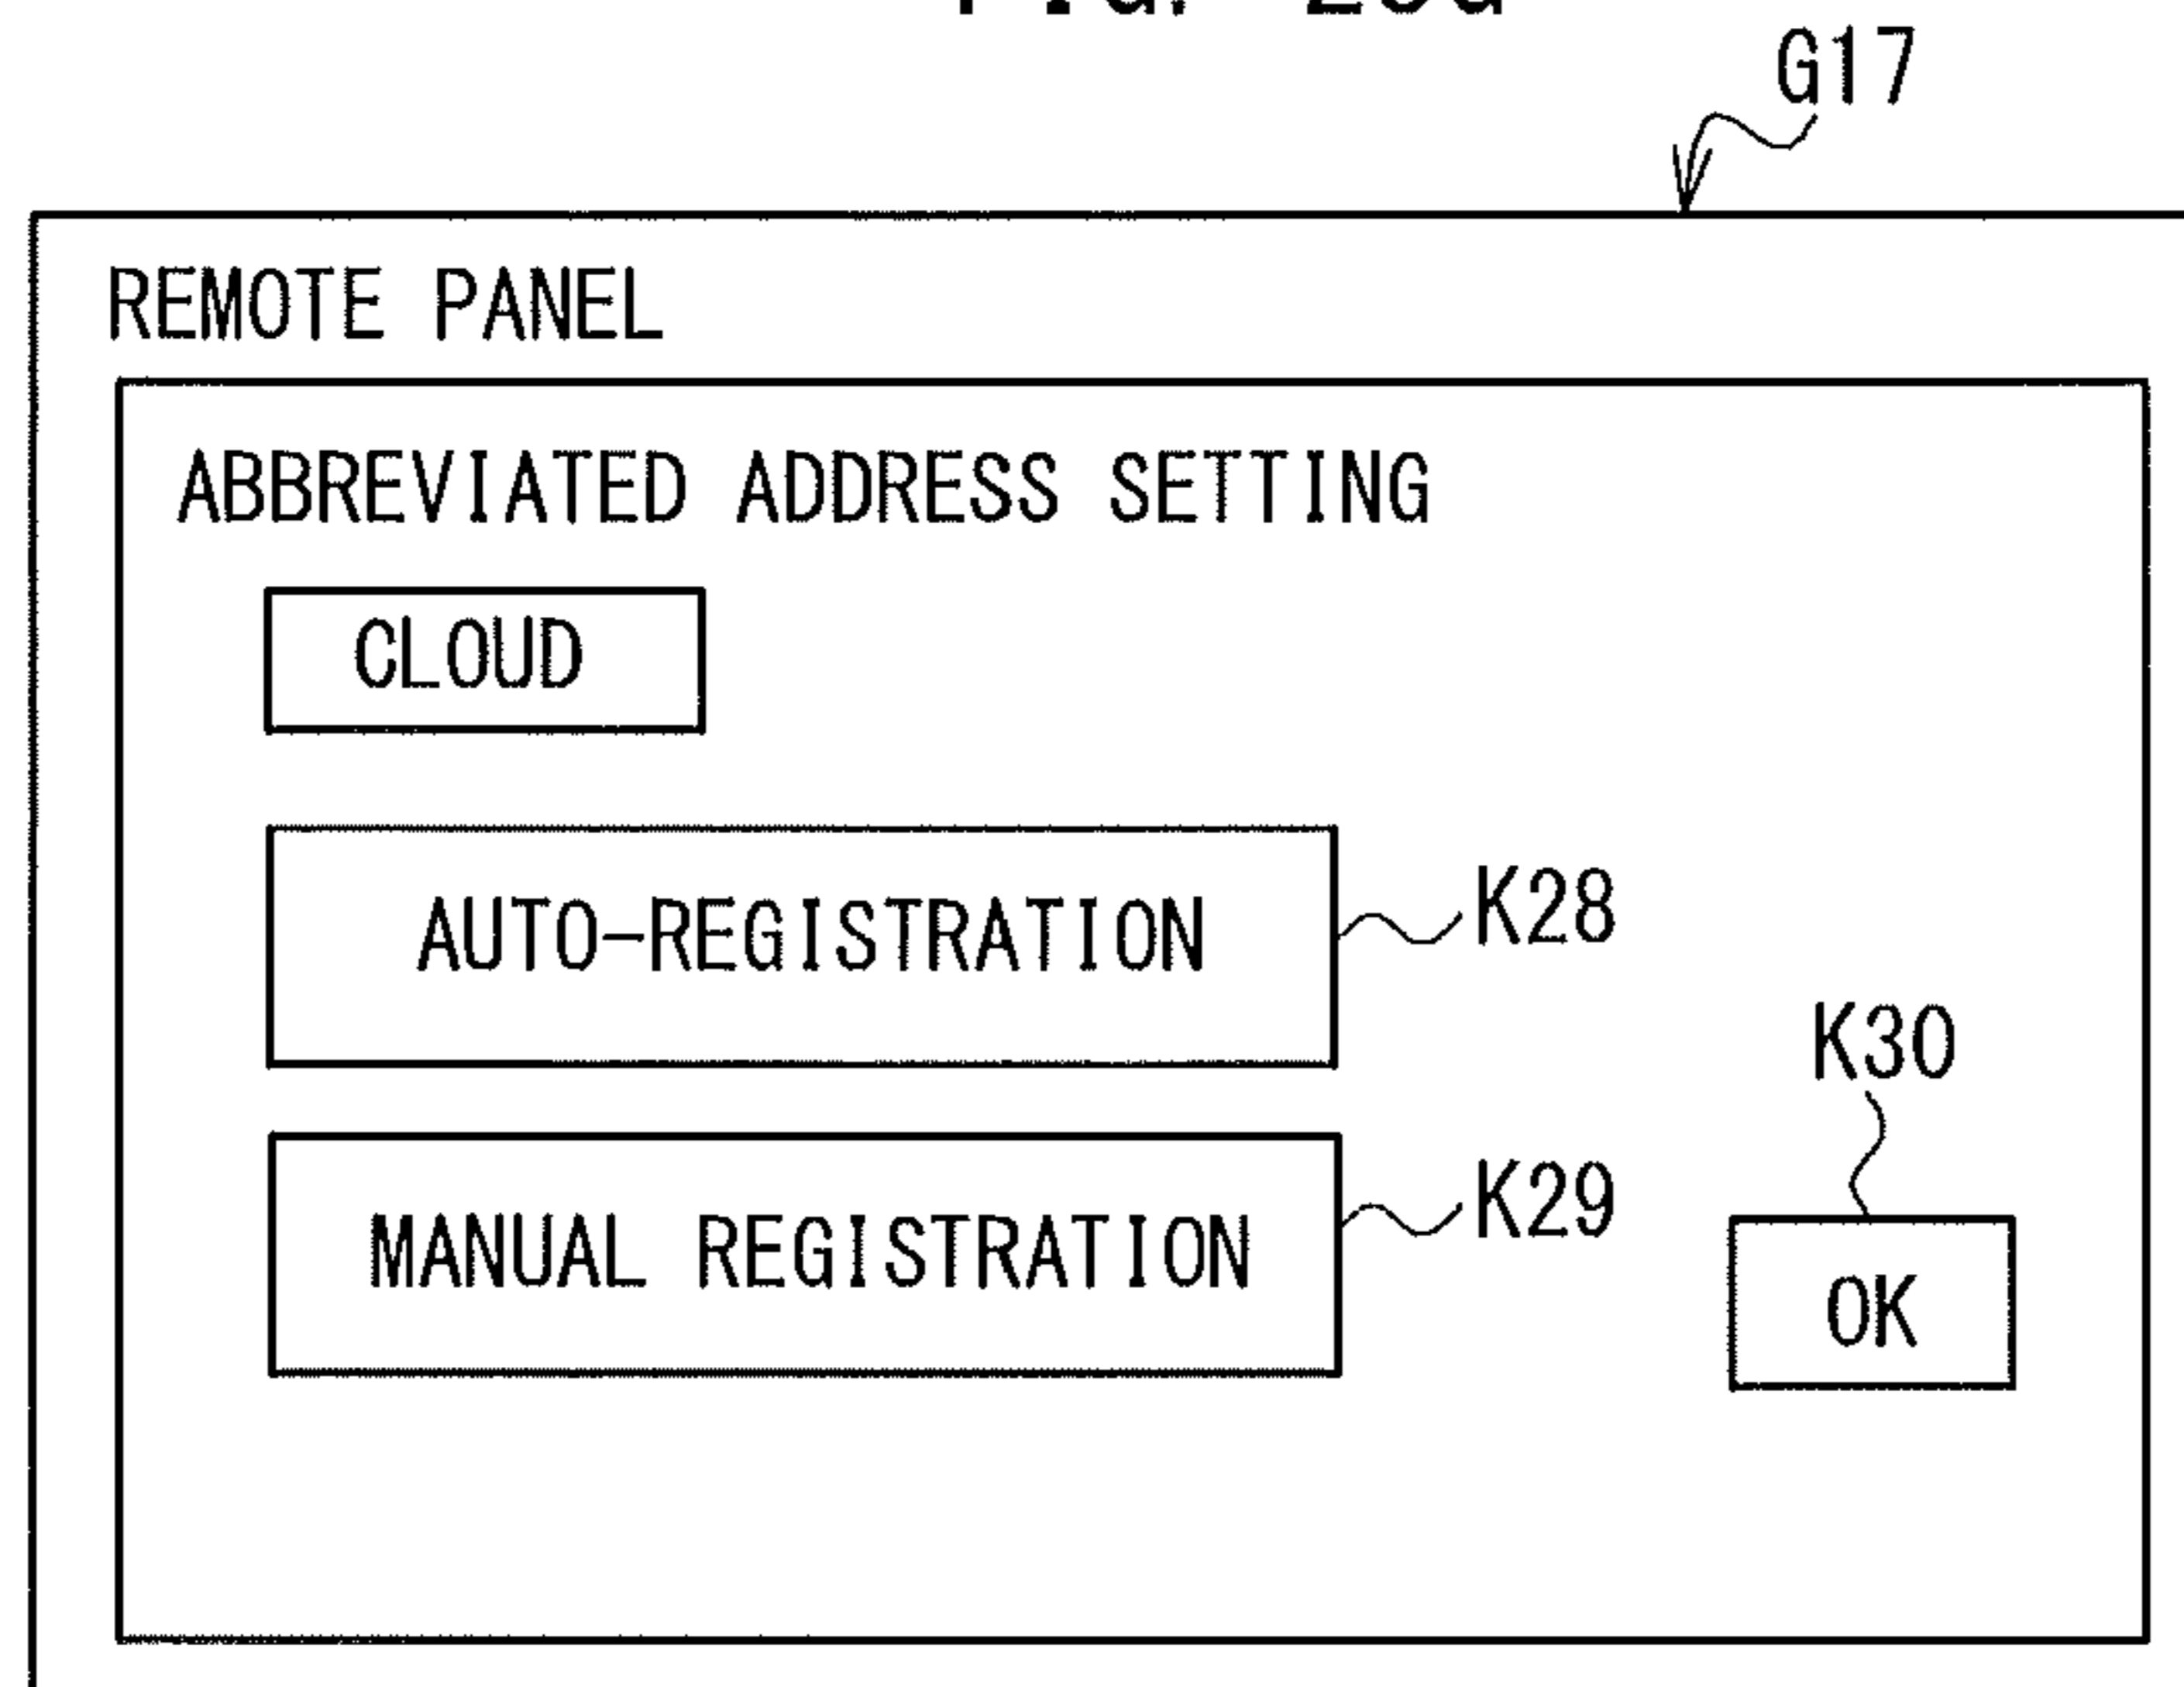 G17
REMOTE PANEL
ABBREVIATED ADDRESS SETTING
CLOUD
AUTO-REGISTRATION
K28
K30
MANUAL REGISTRATION
K29
OK